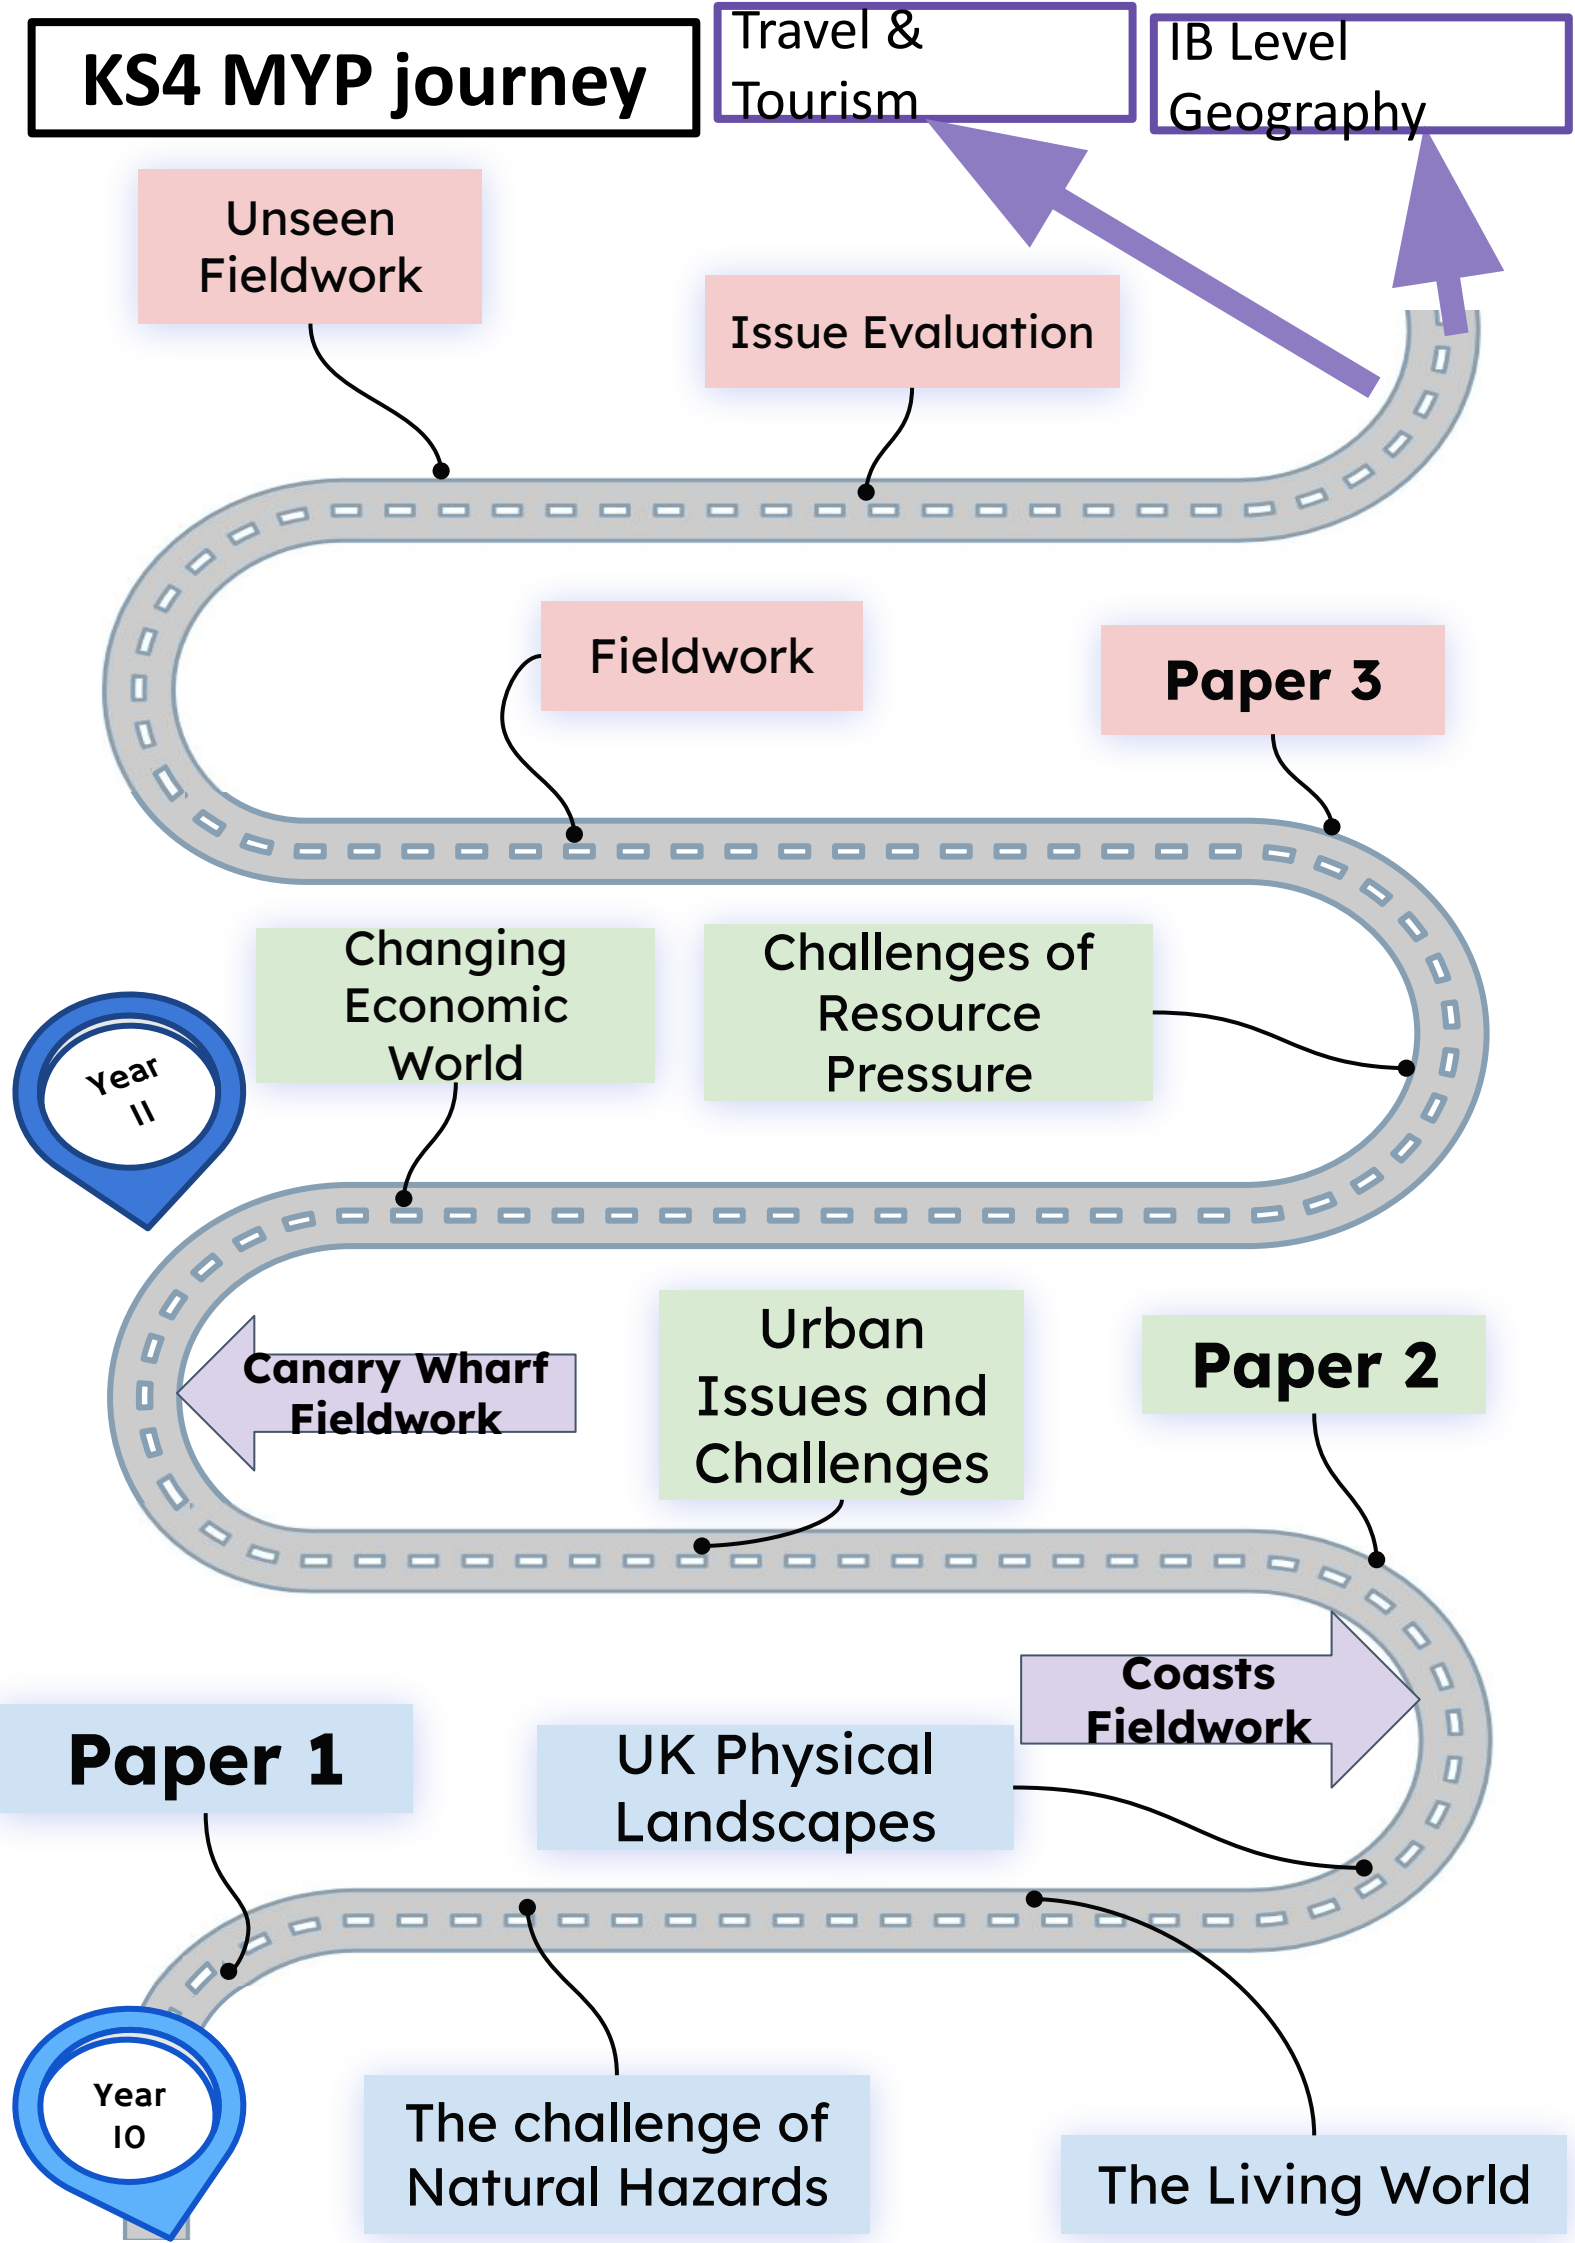 KS4 MYP journey
Travel &
Tourism
IB Level
Geography
Unseen
Fieldwork
Issue Evaluation
Fieldwork
Paper 3
Changing
Economic
World
Challenges of
Resource
Pressure
Year
11
Canary Wharf
Fieldwork
Urban
Issues and
Challenges
Paper 2
Coasts
Fieldwork
Paper 1
UK Physical
Landscapes
Year
10
The challenge of
Natural Hazards
The Living World